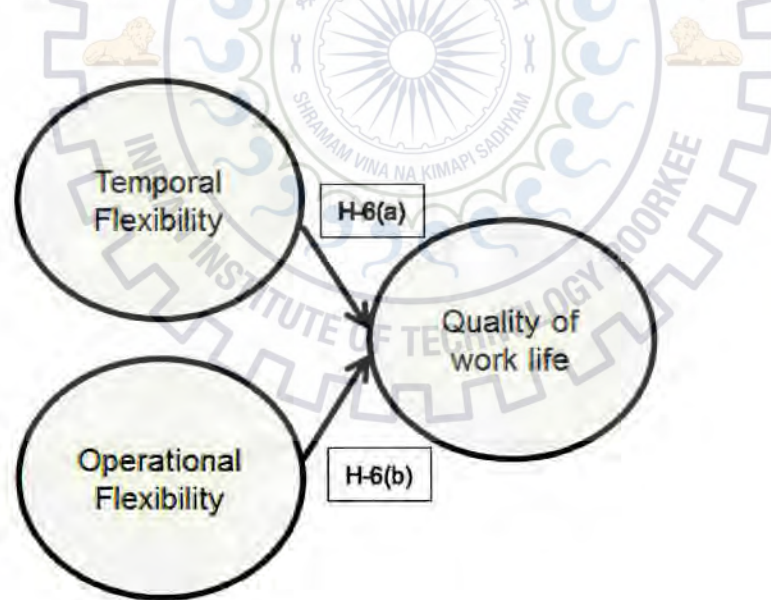 SHRAMAM VINA NA KIMAPI SADHYAM
INDIAN INSTITUTE OF TECHNOLOGY ROORKEE
Temporal
Flexibility
H-6(a)
Quality of
work life
Operational
Flexibility
H-6(b)